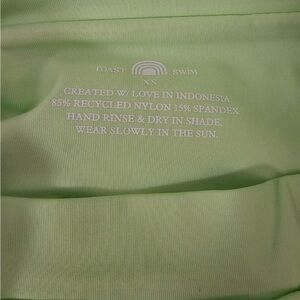 TOAST SWIM
XS
CREATED W/ LOVE IN INDONESIA
85% RECYCLED NYLON 15% SPANDEX
HAND RINSE & DRY IN SHADE.
WEAR SLOWLY IN THE SUN.